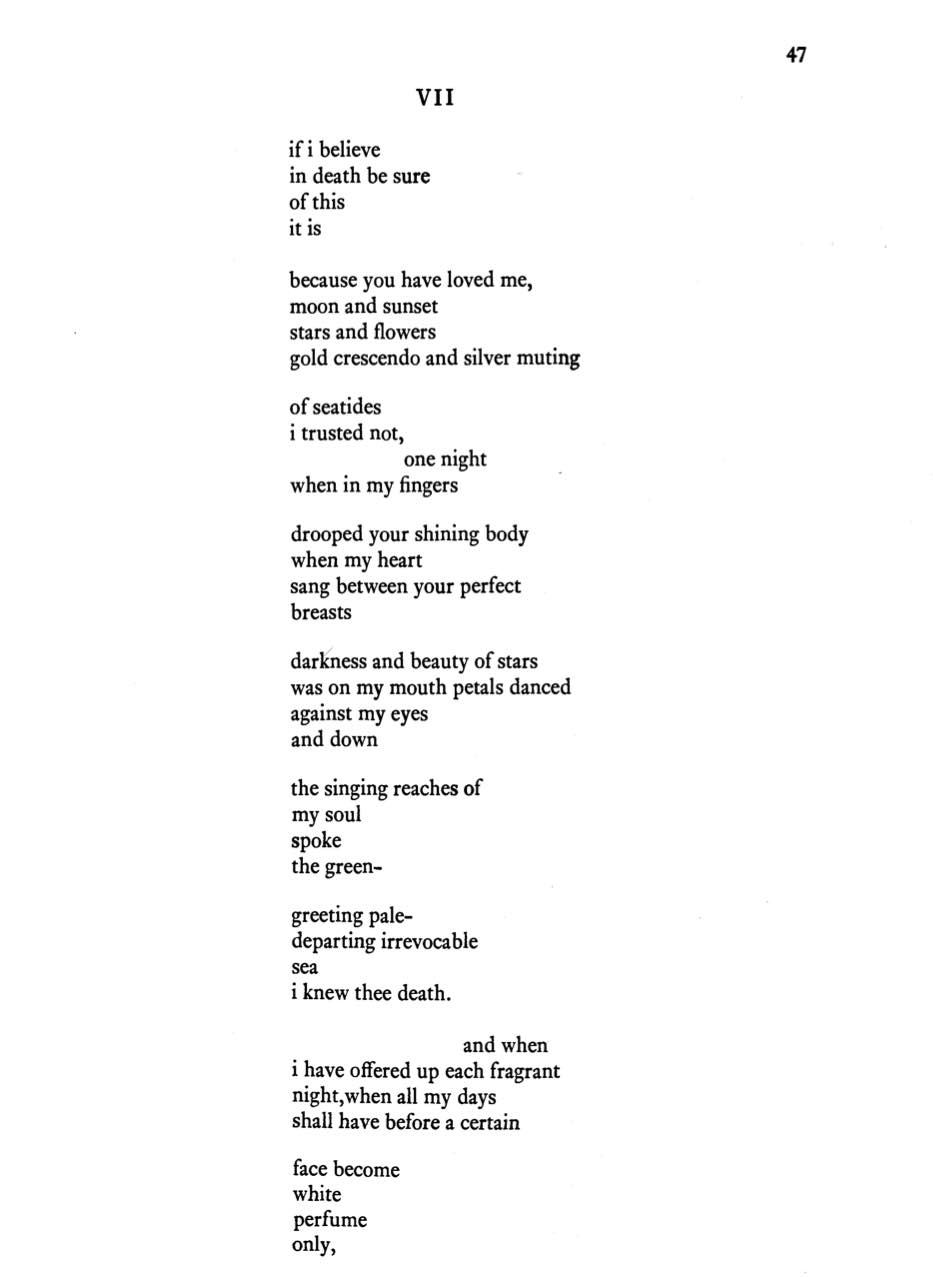 47
VII
if i believe
in death be sure
of this
it is
because you have loved me,
moon and sunset
stars and flowers
gold crescendo and silver muting
of seatides
i trusted not,
one night
when in my fingers
drooped your shining body
when my heart
sang between your perfect
breasts
darkness and beauty of stars
was on my mouth petals danced
against my eyes
and down
the singing reaches of
my soul
spoke
the green-
greeting pale-
departing irrevocable
sea
i knew thee death.
and when
i have offered up each fragrant
night,when all my days
shall have before a certain
face become
white
perfume
only,